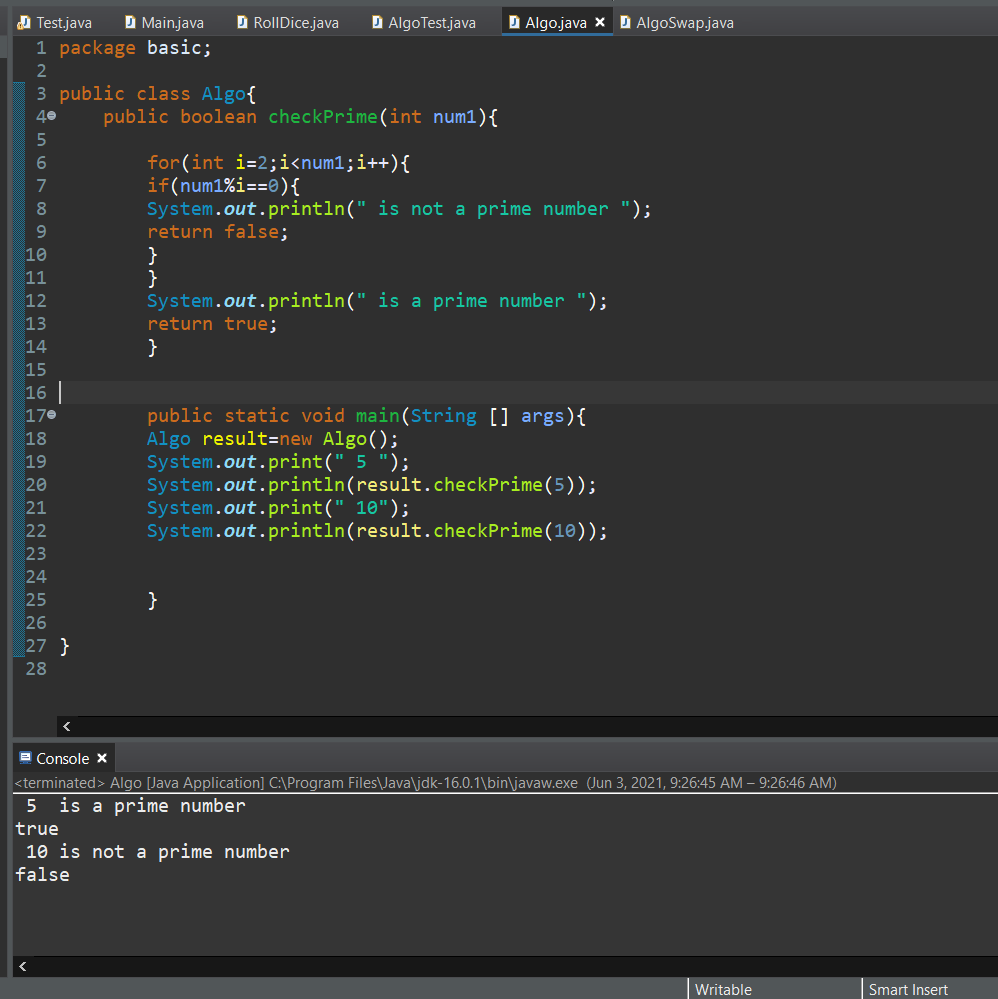 Test.java Main.java RollDice.java AlgoTest.java Algo.java AlgoSwap.java
1 package basic;
2
3 public class Algo{
4 public boolean checkPrime(int num1){
5
6 for(int i=2;i<num1;i++){
7 if(num1%i==0){
8 System.out.println(" is not a prime number ");
9 return false;
10 }
11 }
12 System.out.println(" is a prime number ");
13 return true;
14 }
15
16
17 public static void main(String [] args){
18 Algo result=new Algo();
19 System.out.print(" 5 ");
20 System.out.println(result.checkPrime(5));
21 System.out.print(" 10");
22 System.out.println(result.checkPrime(10));
23
24
25 }
26
27 }
28
Console
<terminated> Algo [Java Application] C:\Program Files\Java\jdk-16.0.1\bin\javaw.exe (Jun 3, 2021, 9:26:45 AM – 9:26:46 AM)
5  is a prime number
true
10 is not a prime number
false
Writable Smart Insert